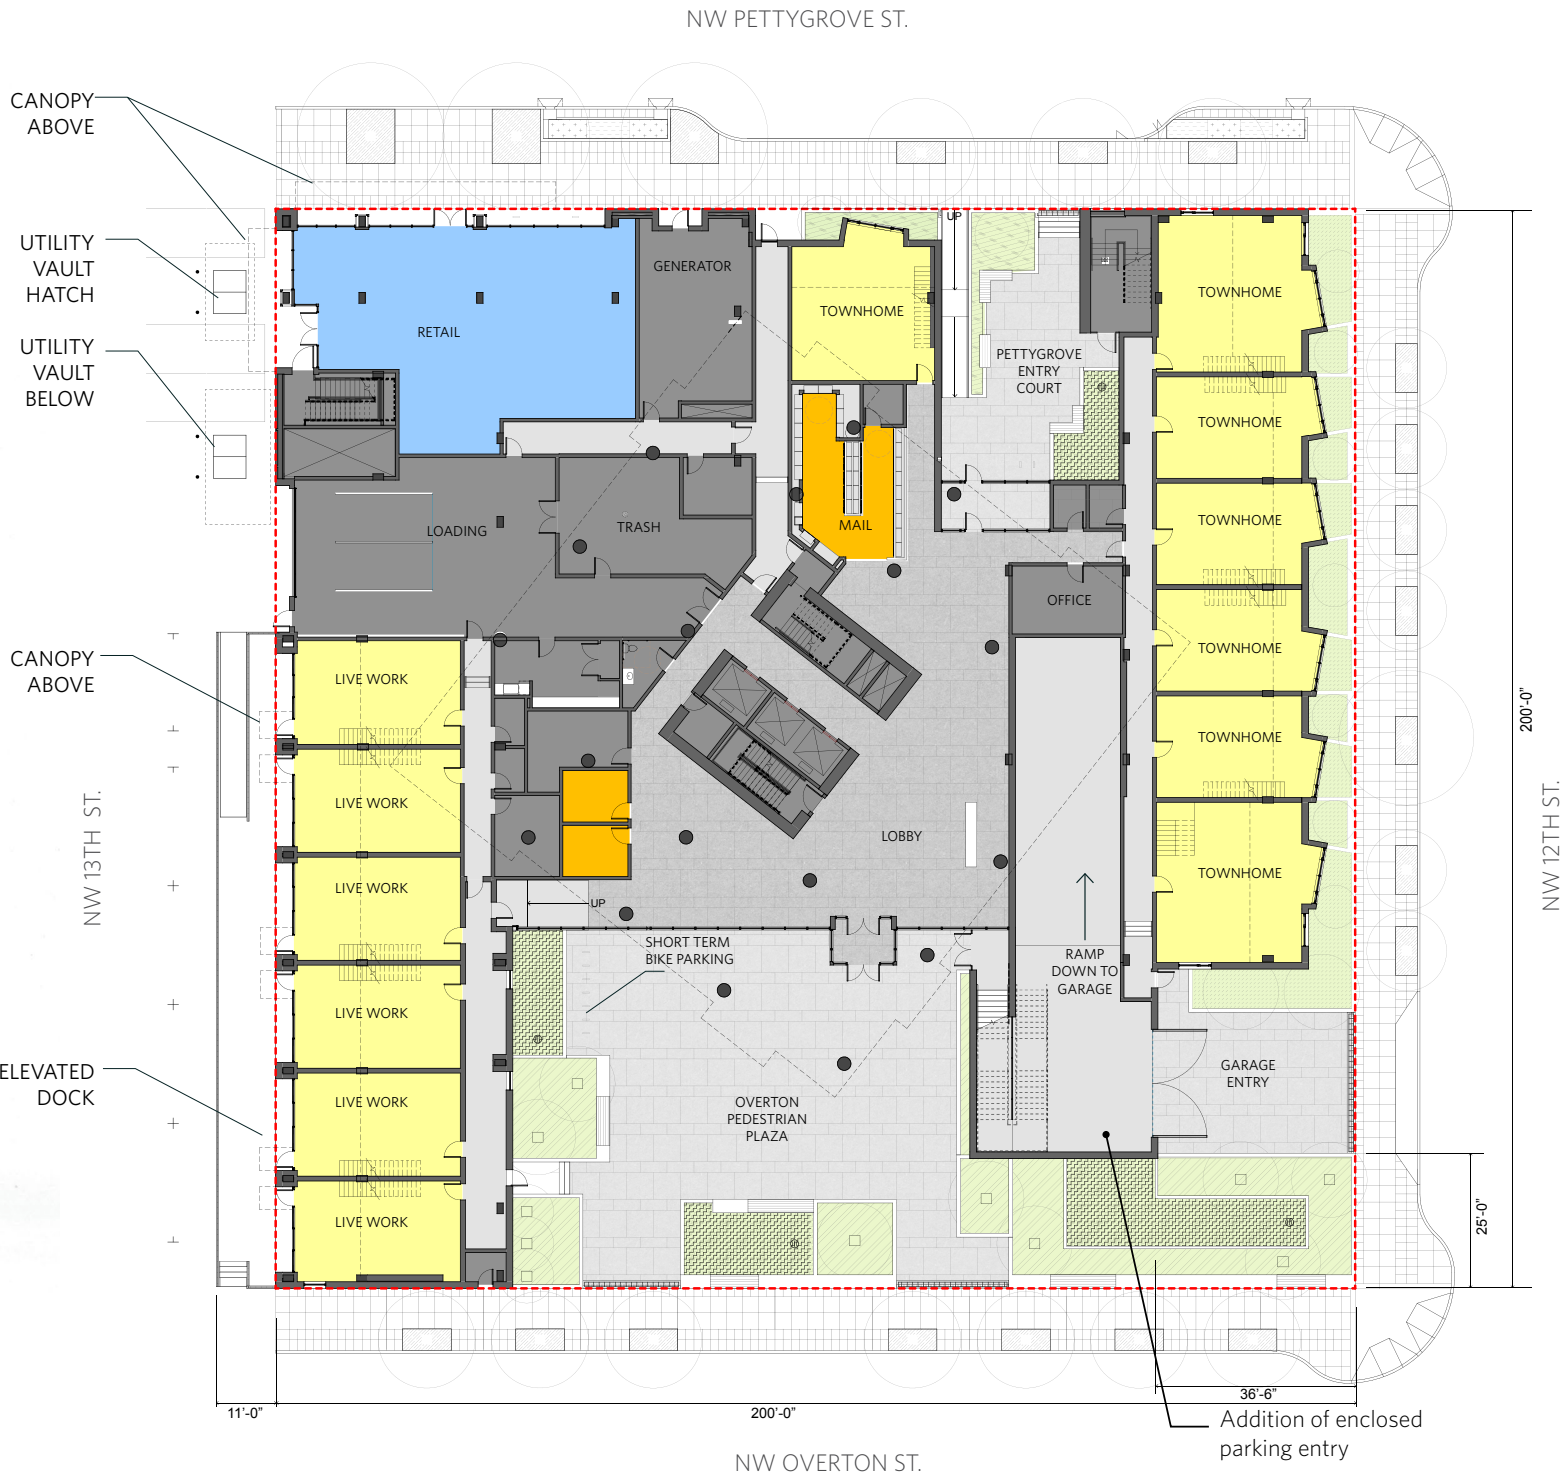 NW PETTYGROVE ST.
CANOPY
ABOVE
UTILITY
VAULT
HATCH
UTILITY
VAULT
BELOW
CANOPY
ABOVE
ELEVATED
DOCK
NW 13TH ST.
NW 12TH ST.
UP
GENERATOR
RETAIL
TOWNHOME
PETTYGROVE
ENTRY
COURT
TOWNHOME
TOWNHOME
TOWNHOME
TOWNHOME
TOWNHOME
TOWNHOME
LOADING
TRASH
MAIL
OFFICE
LIVE WORK
LIVE WORK
LIVE WORK
LIVE WORK
LIVE WORK
LIVE WORK
LOBBY
UP
SHORT TERM
BIKE PARKING
RAMP
DOWN TO
GARAGE
GARAGE
ENTRY
OVERTON
PEDESTRIAN
PLAZA
200'-0"
25'-0"
36'-6"
11'-0"
200'-0"
Addition of enclosed
parking entry
NW OVERTON ST.